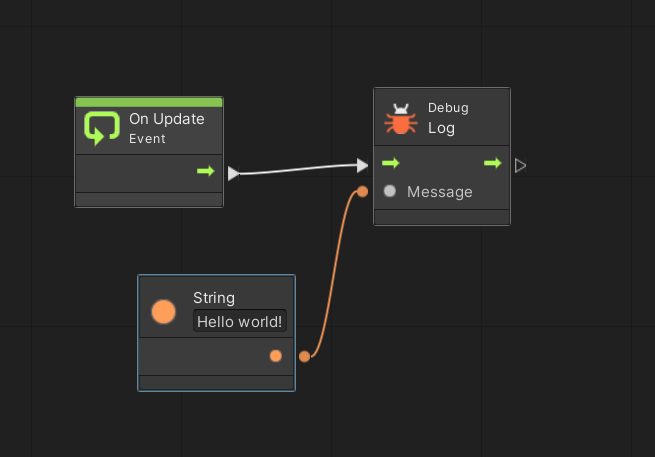 On Update
Event
Debug
Log
Message
String
Hello world!